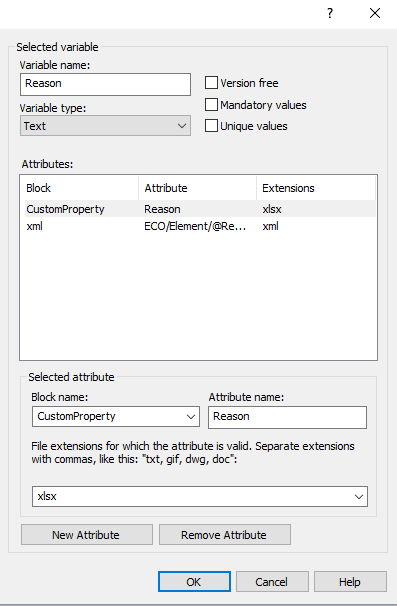 ?
Selected variable
Variable name:
Reason
Version free
Mandatory values
Variable type:
Text
Unique values
Attributes:
Block Attribute Extensions
CustomProperty Reason xlsx
xml ECO/Element/@Re... xml
Selected attribute
Block name: Attribute name:
CustomProperty Reason
File extensions for which the attribute is valid. Separate extensions
with commas, like this: "txt, gif, dwg, doc":
xlsx
New Attribute Remove Attribute
OK Cancel Help